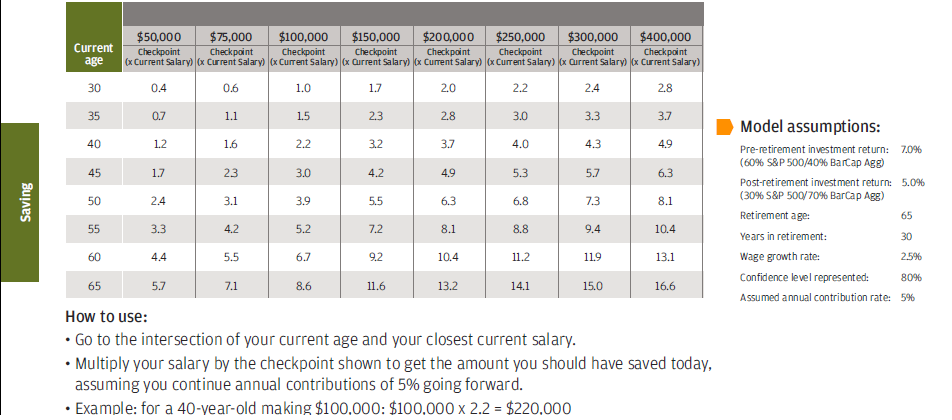 $50,000 $75,000 $100,000 $150,000 $200,000 $250,000 $300,000 $400,000
Current age
Checkpoint Checkpoint Checkpoint Checkpoint Checkpoint Checkpoint Checkpoint Checkpoint
(x Current Salary) (x Current Salary) (x Current Salary) (x Current Salary) (x Current Salary) (x Current Salary) (x Current Salary) (x Current Salary)
30 0.4 0.6 1.0 1.7 2.0 2.2 2.4 2.8
35 0.7 1.1 1.5 2.3 2.8 3.0 3.3 3.7
40 1.2 1.6 2.2 3.2 3.7 4.0 4.3 4.9
45 1.7 2.3 3.0 4.2 4.9 5.3 5.7 6.3
50 2.4 3.1 3.9 5.5 6.3 6.8 7.3 8.1
55 3.3 4.2 5.2 7.2 8.1 8.8 9.4 10.4
60 4.4 5.5 6.7 9.2 10.4 11.2 11.9 13.1
65 5.7 7.1 8.6 11.6 13.2 14.1 15.0 16.6
Saving
Model assumptions:
Pre-retirement investment return: 7.0%
(60% S&P 500/40% BarCap Agg)
Post-retirement investment return: 5.0%
(30% S&P 500/70% BarCap Agg)
Retirement age: 65
Years in retirement: 30
Wage growth rate: 2.5%
Confidence level represented: 80%
Assumed annual contribution rate: 5%
How to use:
• Go to the intersection of your current age and your closest current salary.
• Multiply your salary by the checkpoint shown to get the amount you should have saved today,
assuming you continue annual contributions of 5% going forward.
• Example: for a 40-year-old making $100,000: $100,000 x 2.2 = $220,000